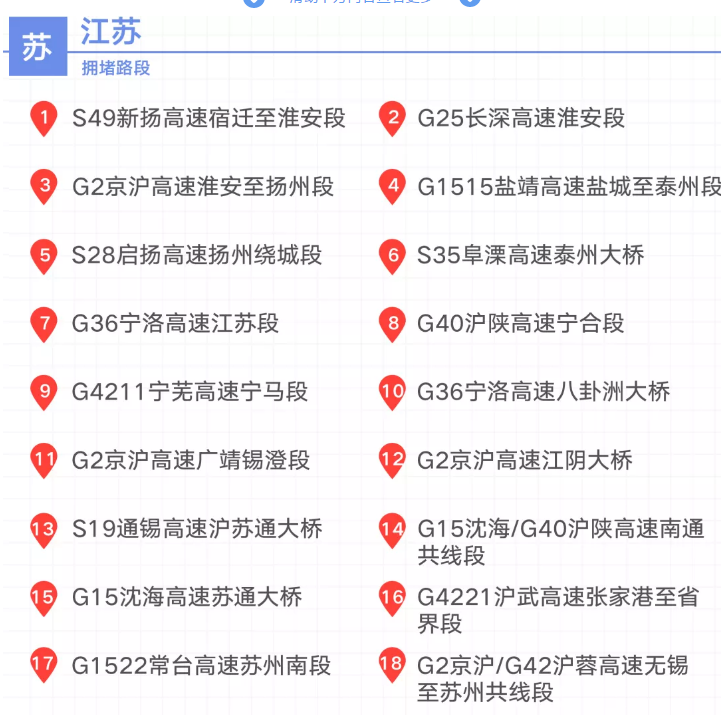 苏
江苏
拥堵路段
1 S49新扬高速宿迁至淮安段
2 G25长深高速淮安段
3 G2京沪高速淮安至扬州段
4 G1515盐靖高速盐城至泰州段
5 S28启扬高速扬州绕城段
6 S35阜溧高速泰州大桥
7 G36宁洛高速江苏段
8 G40沪陕高速宁合段
9 G4211宁芜高速宁马段
10 G36宁洛高速八卦洲大桥
11 G2京沪高速广靖锡澄段
12 G2京沪高速江阴大桥
13 S19通锡高速沪苏通大桥
14 G15沈海/G40沪陕高速南通
共线段
15 G15沈海高速苏通大桥
16 G4221沪武高速张家港至省
界段
17 G1522常台高速苏州南段
18 G2京沪/G42沪蓉高速无锡
至苏州共线段